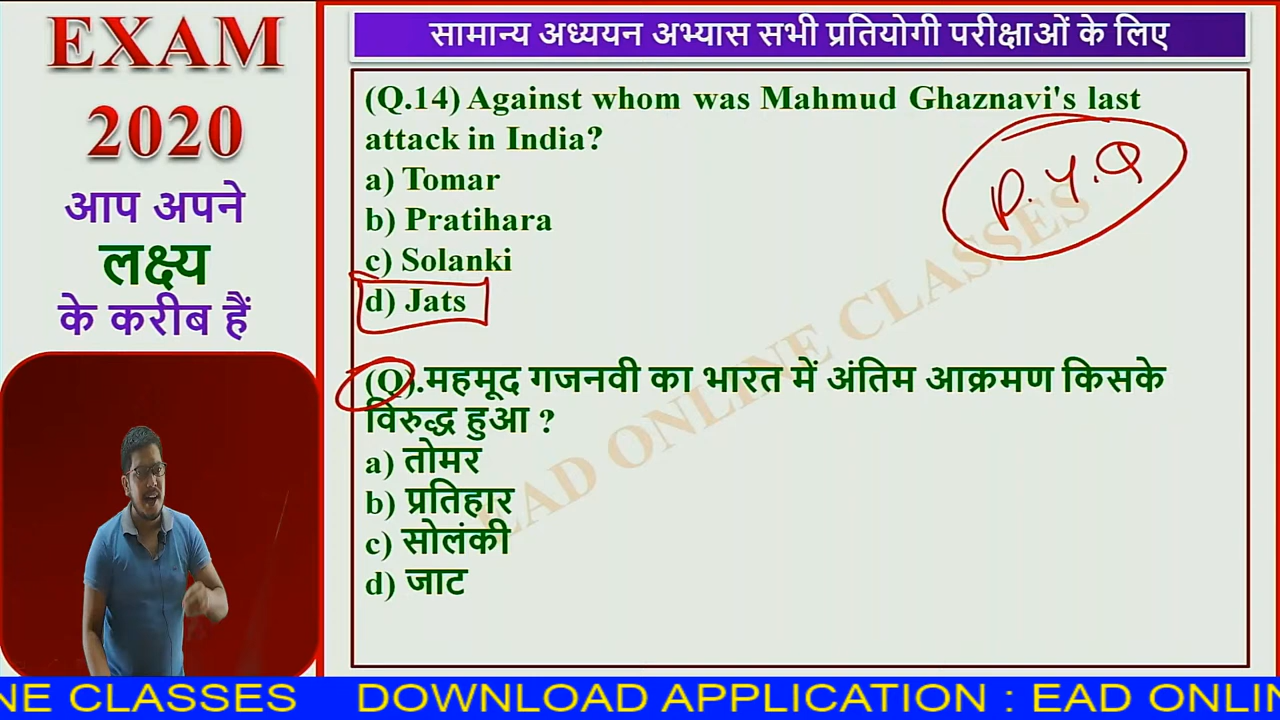 EXAM
2020
आप अपने
लक्ष्य
के करीब हैं
सामान्य अध्ययन अभ्यास सभी प्रतियोगी परीक्षाओं के लिए
(Q.14) Against whom was Mahmud Ghaznavi's last
attack in India?
a) Tomar
b) Pratihara
c) Solanki
d) Jats
P.Y.Q
(Q).महमूद गजनवी का भारत में अंतिम आक्रमण किसके
विरुद्ध हुआ ?
a) तोमर
b) प्रतिहार
c) सोलंकी
d) जाट
EAD ONLINE CLASSES
NE CLASSES DOWNLOAD APPLICATION : EAD ONLIN